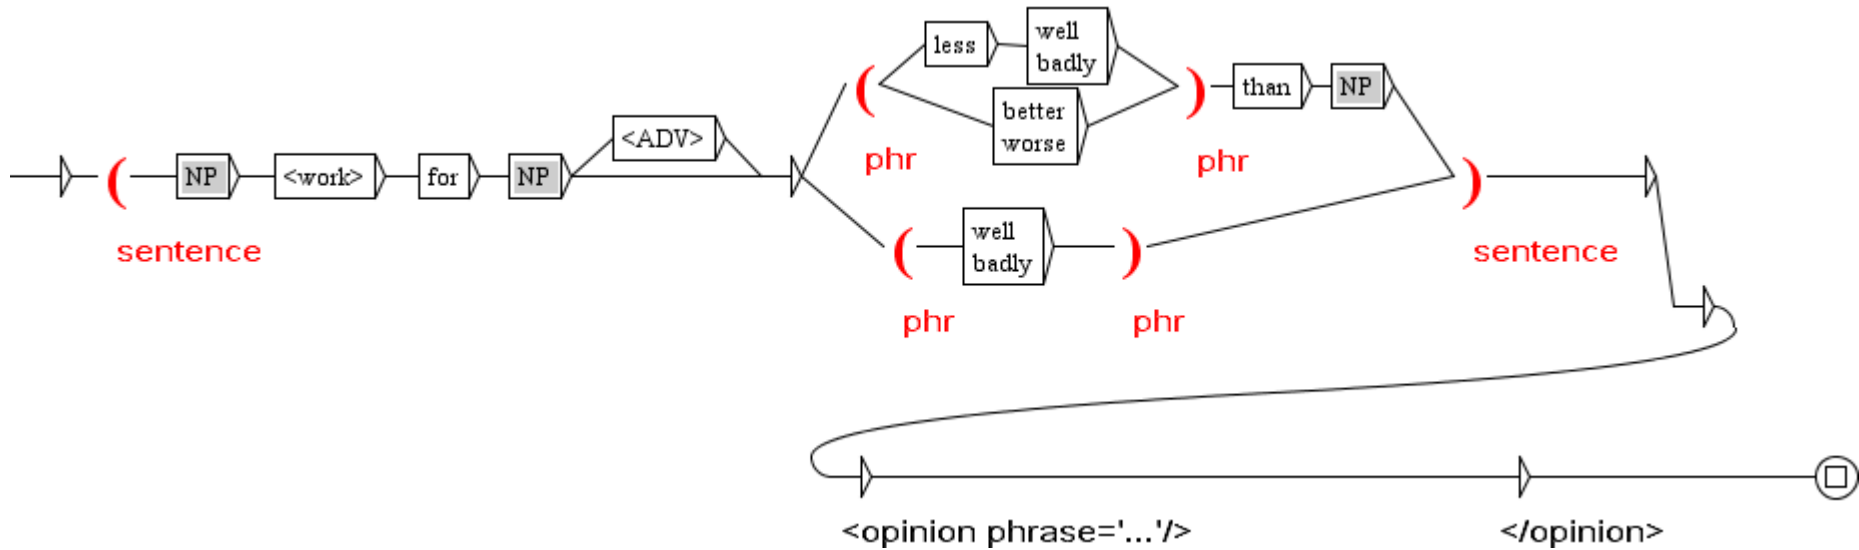 less
well
badly
(
)
than
NP
better
worse
<ADV>
phr
phr
(
NP
<work>
for
NP
)
sentence
(
well
badly
)
sentence
phr
phr
<opinion phrase='...'/>
</opinion>